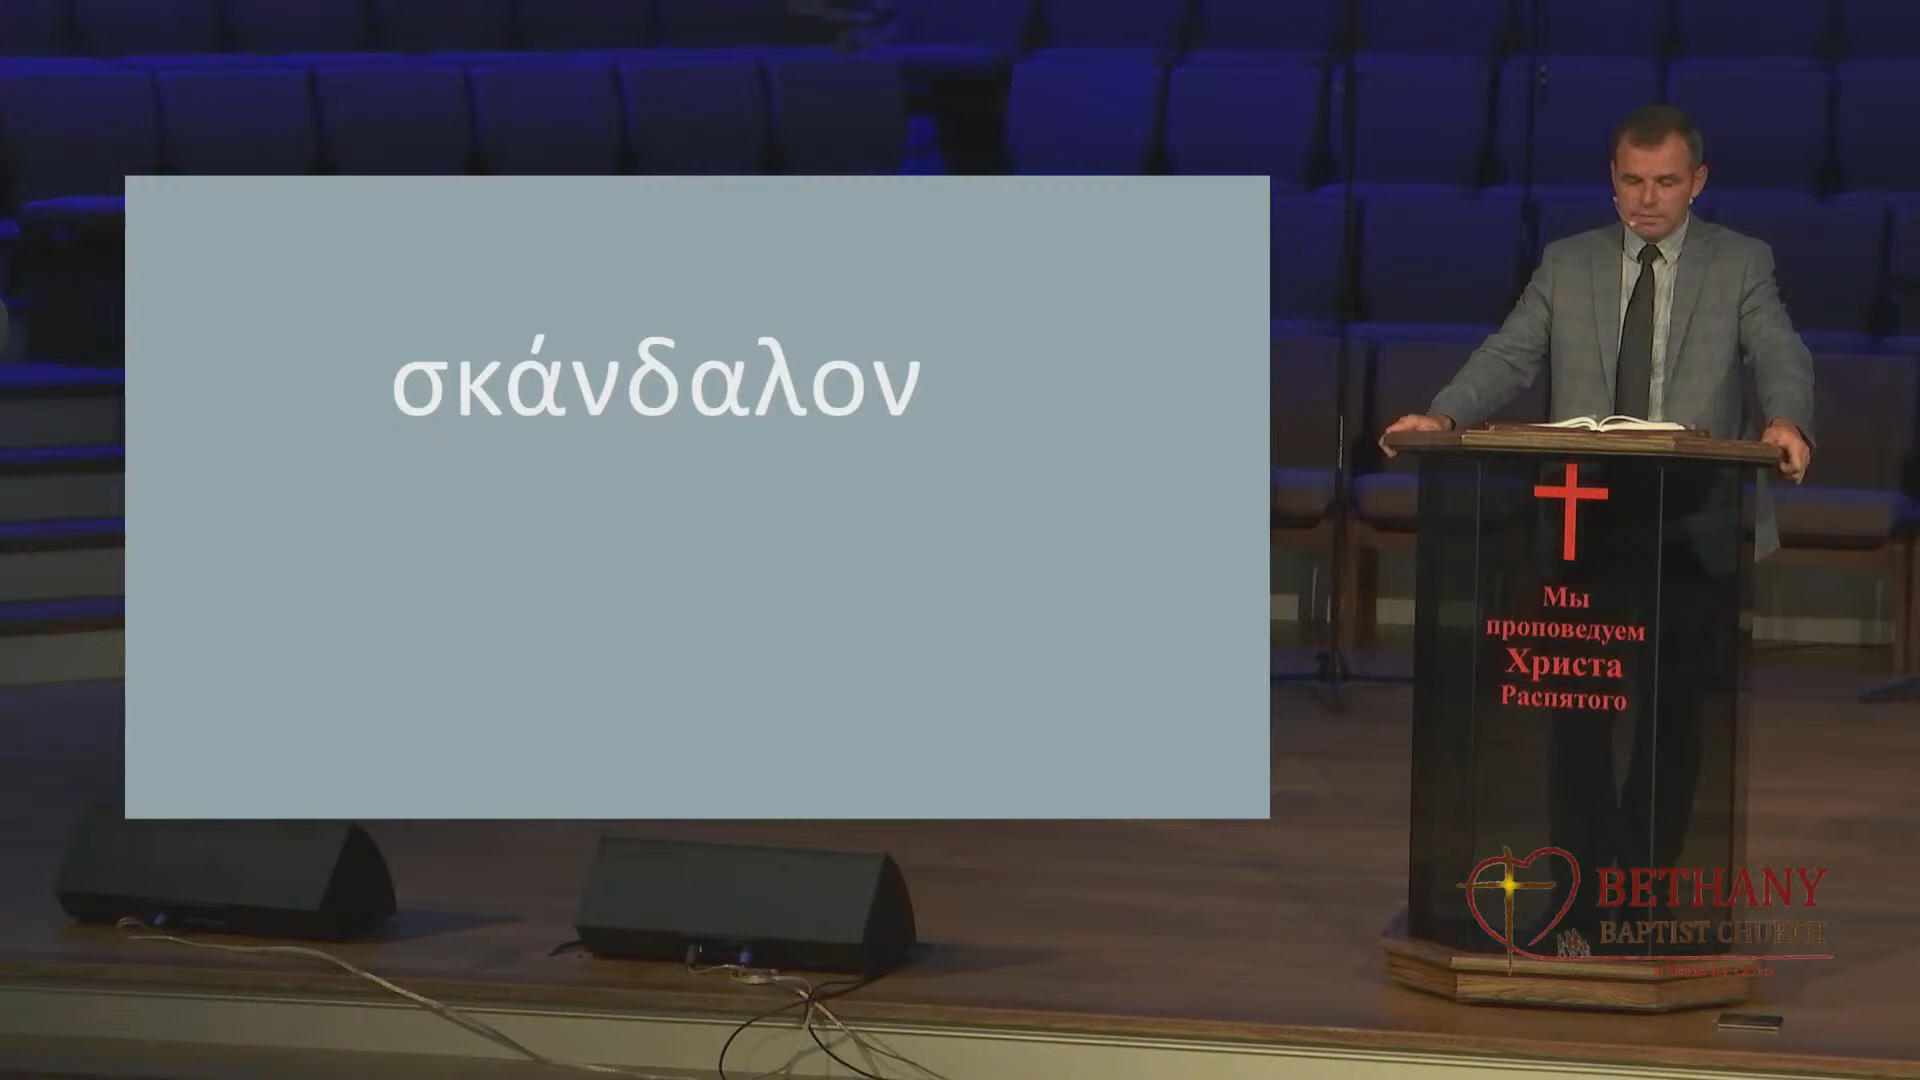 σκάνδαλον
Мы
проповедуем
Христа
Распятого
BETHANY
BAPTIST CHURCH